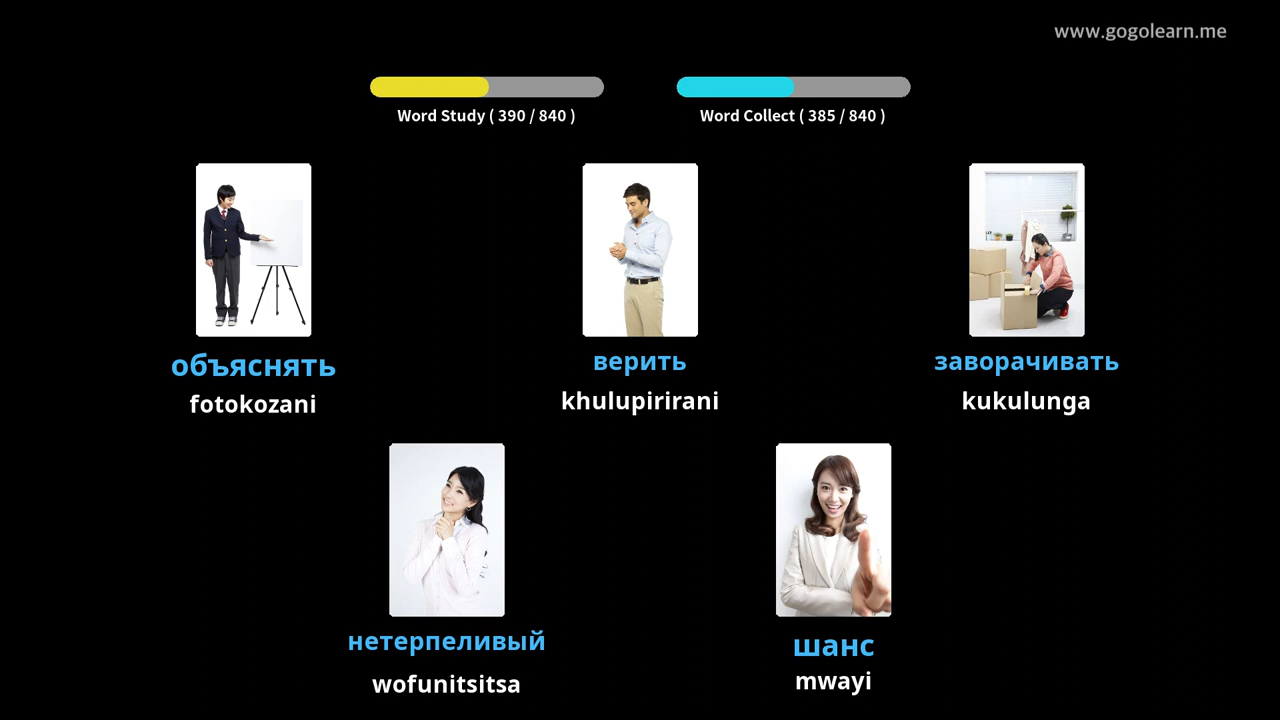 www.gogolearn.me
Word Study ( 390 / 840 )
Word Collect ( 385 / 840 )
объяснять
fotokozani
верить
khulupirirani
заворачивать
kukulunga
нетерпеливый
wofunitsitsa
шанс
mwayi